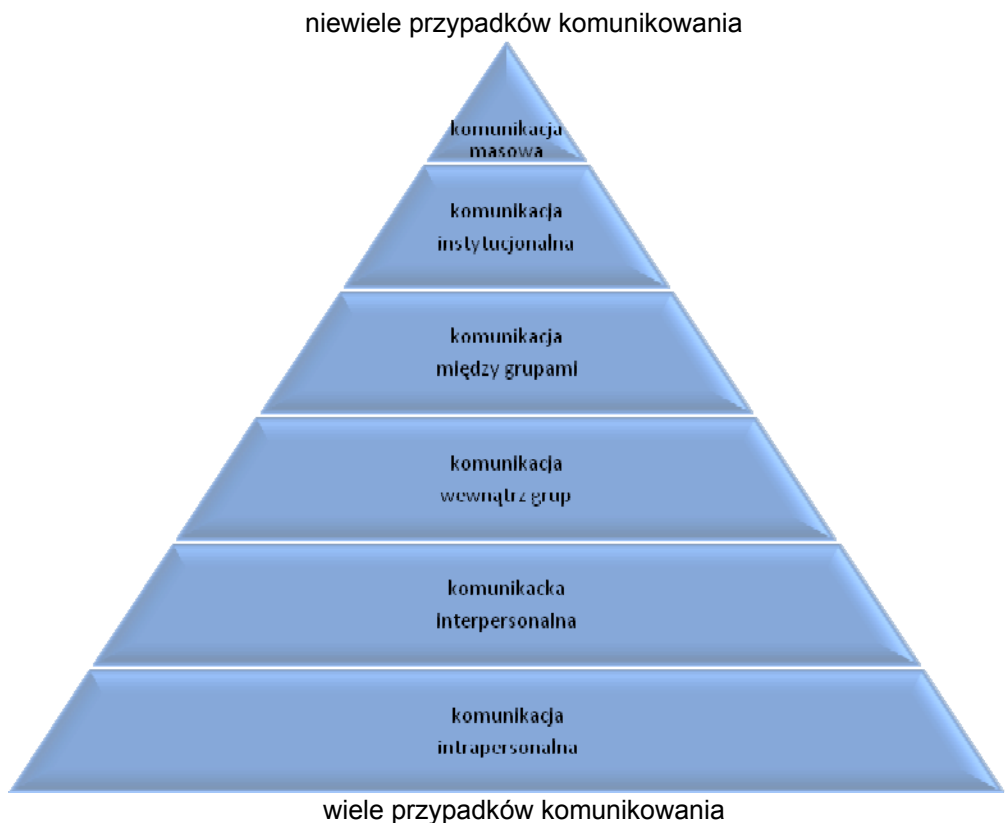 niewiele przypadków komunikowania
komunikacja
masowa
komunikacja
instytucjonalna
komunikacja
między grupami
komunikacja
wewnątrz grup
komunikacka
interpersonalna
komunikacja
intrapersonalna
wiele przypadków komunikowania